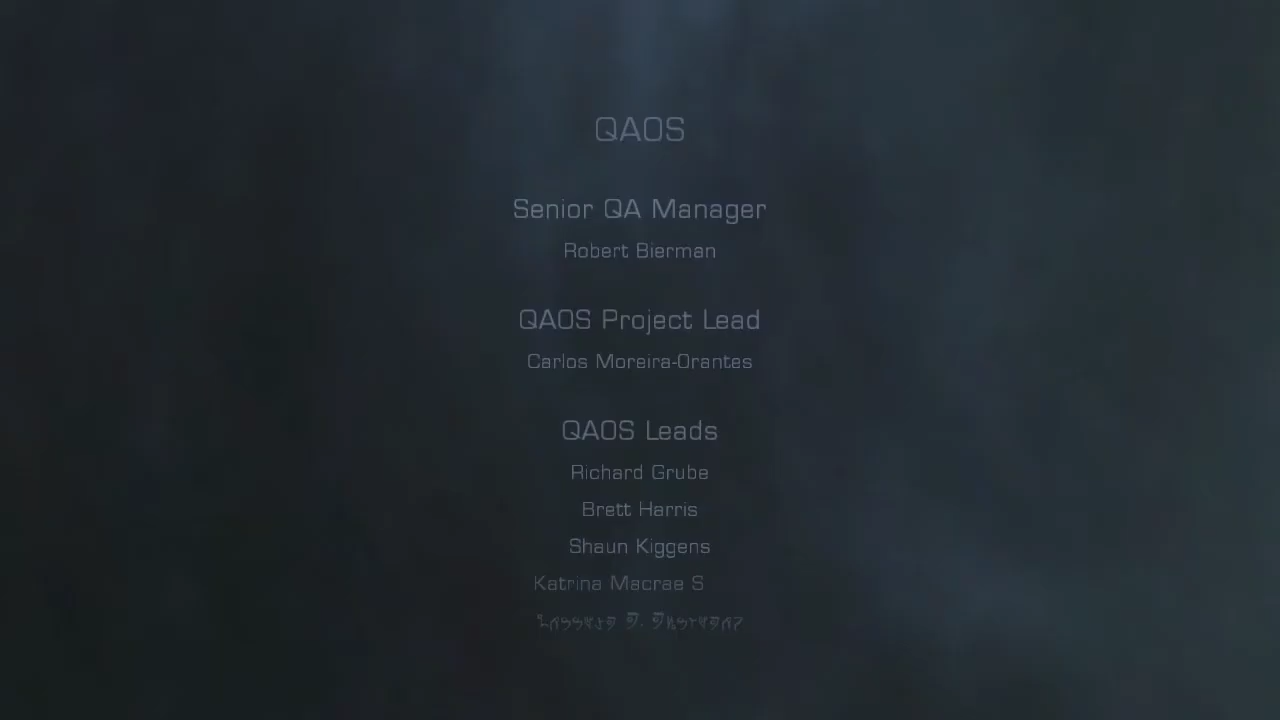 QAOS
Senior QA Manager
Robert Bierman
QAOS Project Lead
Carlos Moreira-Orantes
QAOS Leads
Richard Grube
Brett Harris
Shaun Kiggens
Katrina Macrae S